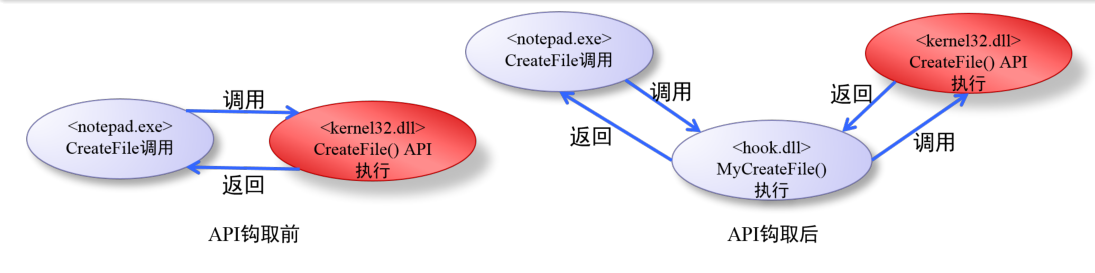 <notepad.exe>
CreateFile调用
调用
返回
<kernel32.dll>
CreateFile() API
执行
API钩取前
<notepad.exe>
CreateFile调用
调用
返回
<hook.dll>
MyCreateFile()
执行
返回
调用
<kernel32.dll>
CreateFile() API
执行
API钩取后